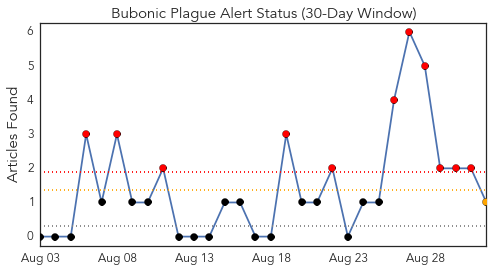 Bubonic Plague Alert Status (30-Day Window)
Articles Found
6
5
4
3
2
1
0
Aug 03
Aug 08
Aug 13
Aug 18
Aug 23
Aug 28